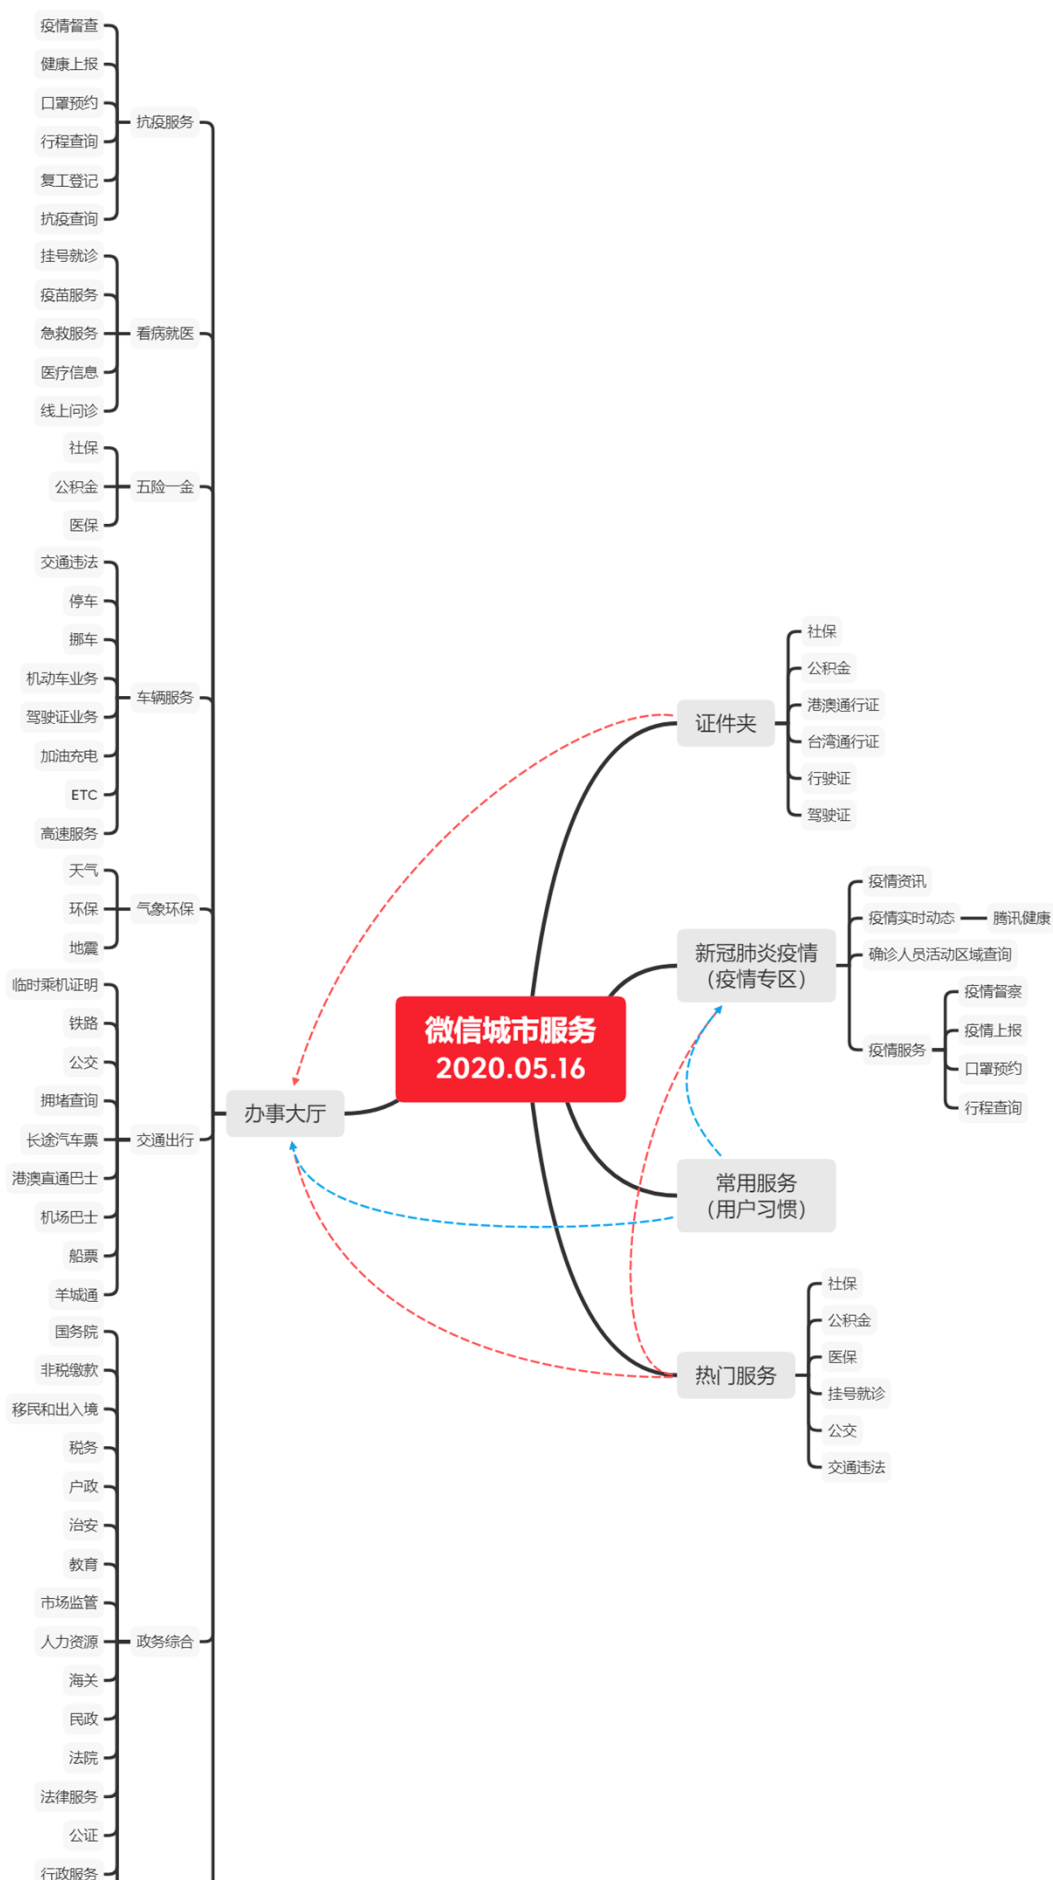 疫情督查
健康上报
口罩预约
行程查询
复工登记
抗疫查询
抗疫服务
挂号就诊
疫苗服务
急救服务
医疗信息
线上问诊
看病就医
社保
公积金
医保
五险一金
交通违法
停车
挪车
机动车业务
驾驶证业务
加油充电
ETC
高速服务
车辆服务
天气
环保
地震
气象环保
临时乘机证明
铁路
公交
拥堵查询
长途汽车票
港澳直通巴士
机场巴士
船票
羊城通
交通出行
国务院
非税缴款
移民和出入境
税务
户政
治安
教育
市场监管
人力资源
海关
民政
法院
法律服务
公证
行政服务
政务综合
办事大厅
微信城市服务
2020.05.16
证件夹
社保
公积金
港澳通行证
台湾通行证
行驶证
驾驶证
新冠肺炎疫情
（疫情专区）
疫情资讯
疫情实时动态
腾讯健康
确诊人员活动区域查询
疫情服务
疫情督察
疫情上报
口罩预约
行程查询
常用服务
（用户习惯）
热门服务
社保
公积金
医保
挂号就诊
公交
交通违法